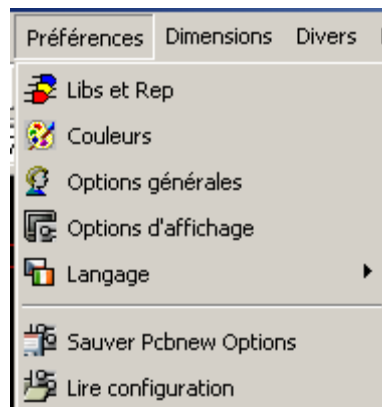 Préférences Dimensions Divers
Libs et Rep
Couleurs
Options générales
Options d'affichage
Langage
Sauver Pcbnew Options
Lire configuration